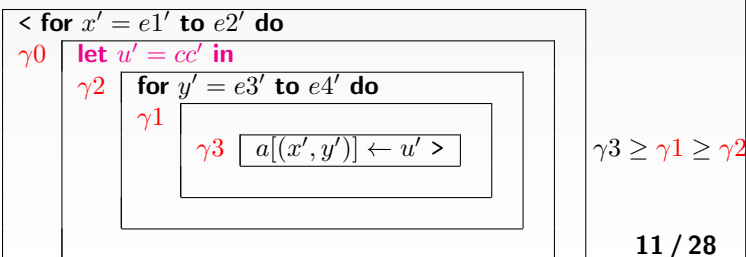 < for x′ = e1′ to e2′ do
γ0 let u′ = cc′ in
γ2 for y′ = e3′ to e4′ do
γ1
γ3 a[(x′, y′)] ← u′ > γ3 ≥ γ1 ≥ γ2
11 / 28